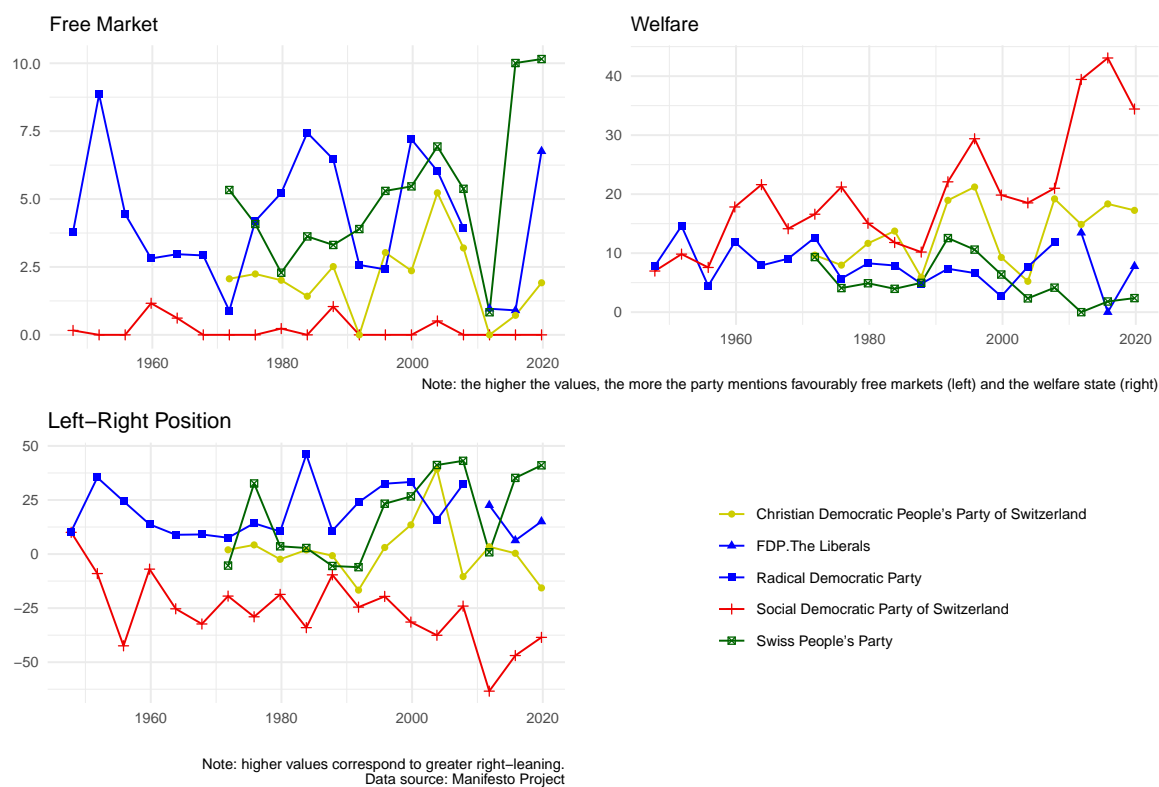 Free Market
10.0
7.5
5.0
2.5
0.0
1960
1980
2000
2020
Welfare
40
30
20
10
0
1960
1980
2000
2020
Note: the higher the values, the more the party mentions favourably free markets (left) and the welfare state (right)
Left−Right Position
50
25
0
−25
−50
1960
1980
2000
2020
Christian Democratic People's Party of Switzerland
FDP.The Liberals
Radical Democratic Party
Social Democratic Party of Switzerland
Swiss People's Party
Note: higher values correspond to greater right−leaning.
Data source: Manifesto Project